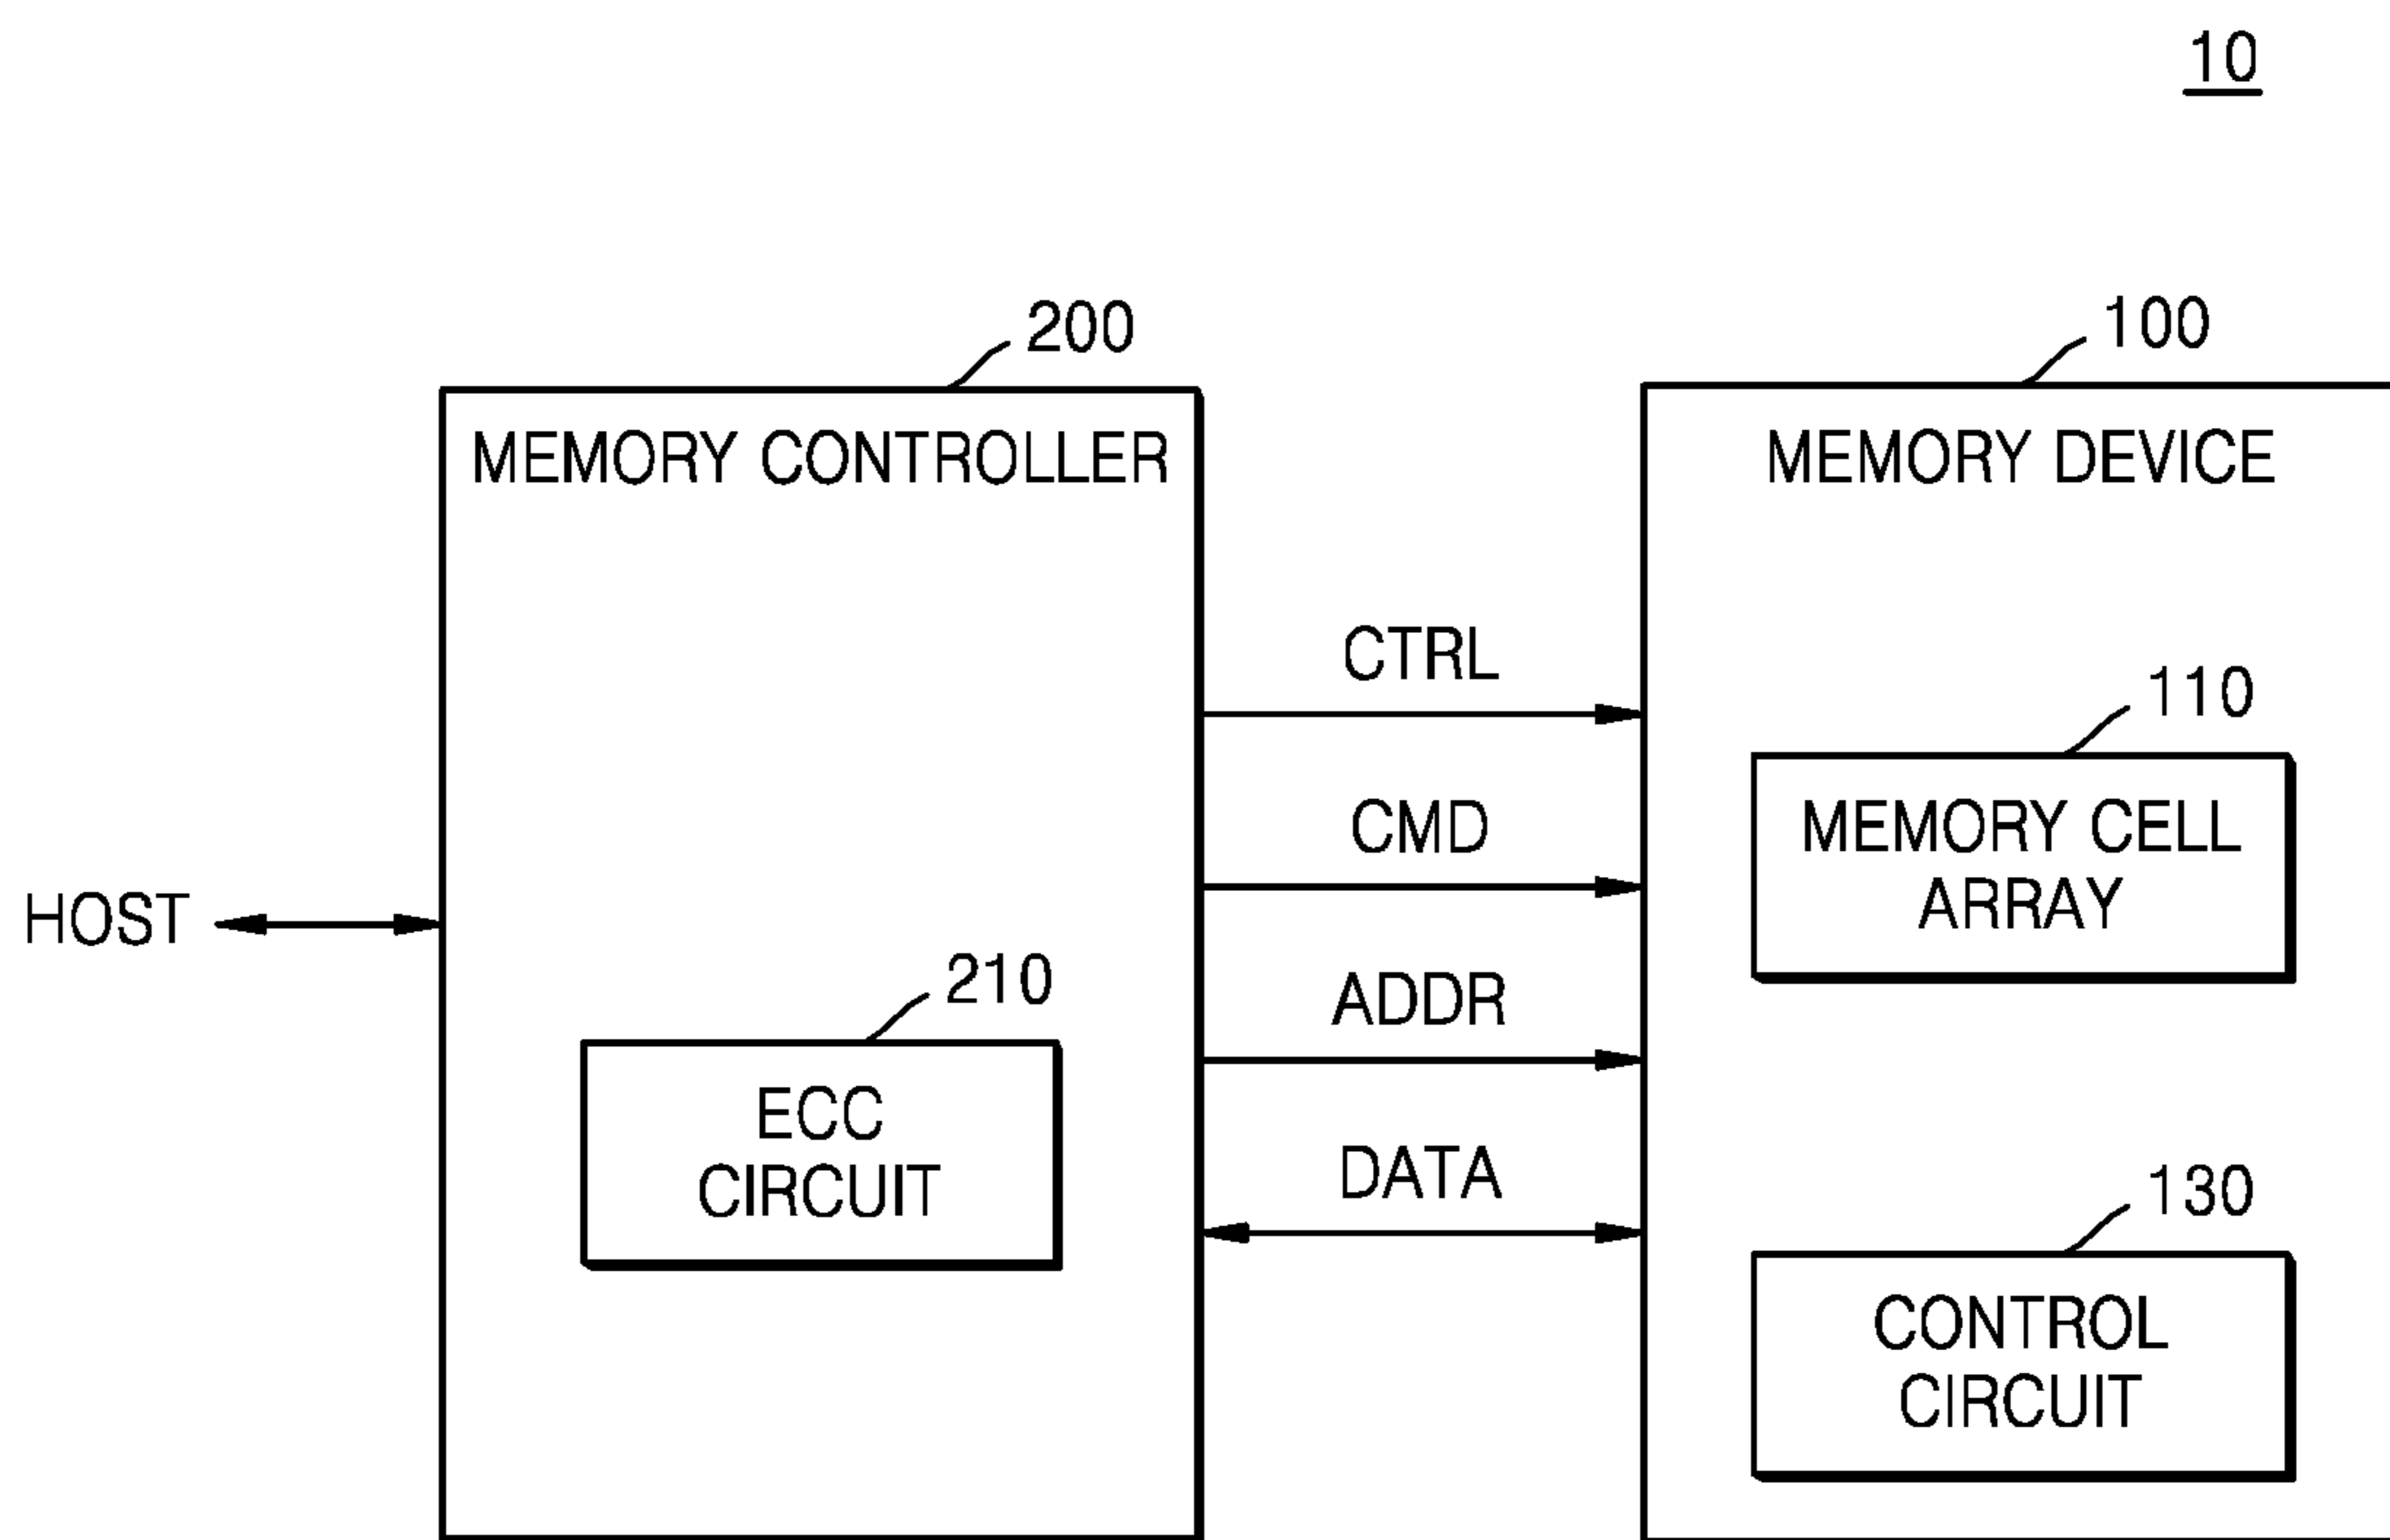 10
200
100
MEMORY CONTROLLER
MEMORY DEVICE
CTRL
110
CMD
MEMORY CELL
ARRAY
HOST
210
ADDR
ECC
CIRCUIT
DATA
130
CONTROL
CIRCUIT